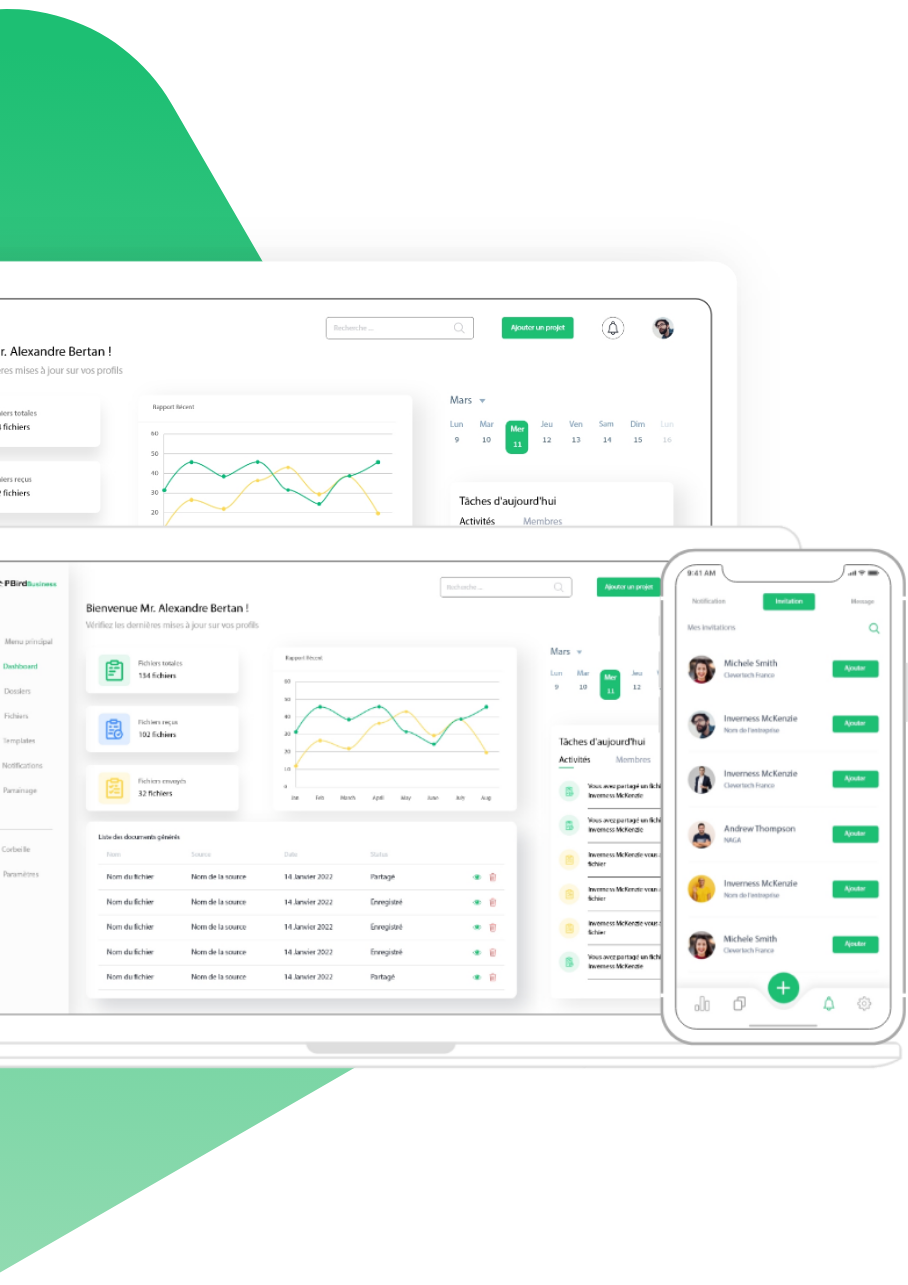 Recherche ...
Ajouter un projet
r. Alexandre Bertan !
res mises à jour sur vos profils
iers totales
fichiers
iers reçus
fichiers
Rapport Récent
60
50
40
30
20
Mars
Lun Mar Mer Jeu Ven Sam Dim Lun
9 10 11 12 13 14 15 16
Tâches d'aujourd'hui
Activités Membres
PBirdBusiness
Menu principal
Dashboard
Dossiers
Fichiers
Templates
Notifications
Parrainage
Corbeille
Paramètres
Recherche ...
Ajouter un projet
Bienvenue Mr. Alexandre Bertan !
Vérifiez les dernières mises à jour sur vos profils
Fichiers totales
134 fichiers
Fichiers reçus
102 fichiers
Fichiers envoyés
32 fichiers
Rapport Récent
60
50
40
30
20
10
0
Jan Feb March April May June July Aug
Mars
Lun Mar Mer Jeu
9 10 11 12
Tâches d'aujourd'hui
Activités Membres
Vous avez partagé un fichi
Inverness McKenzie
Vous avez partagé un fichi
Inverness McKenzie
Inverness McKenzie vous
fichier
Inverness McKenzie vous
fichier
Inverness McKenzie vous
fichier
Vous avez partagé un fichi
Inverness McKenzie
Liste des documents générés
Nom Source Date Status
Nom du fichier Nom de la source 14 Janvier 2022 Partagé
Nom du fichier Nom de la source 14 Janvier 2022 Enregistré
Nom du fichier Nom de la source 14 Janvier 2022 Enregistré
Nom du fichier Nom de la source 14 Janvier 2022 Enregistré
Nom du fichier Nom de la source 14 Janvier 2022 Partagé
9:41 AM
Notification Invitation Message
Mes invitations
Michele Smith
Clevertech France
Ajouter
Inverness McKenzie
Nom de l'entreprise
Ajouter
Inverness McKenzie
Clevertech France
Ajouter
Andrew Thompson
NAGA
Ajouter
Inverness McKenzie
Nom de l'entreprise
Ajouter
Michele Smith
Clevertech France
Ajouter